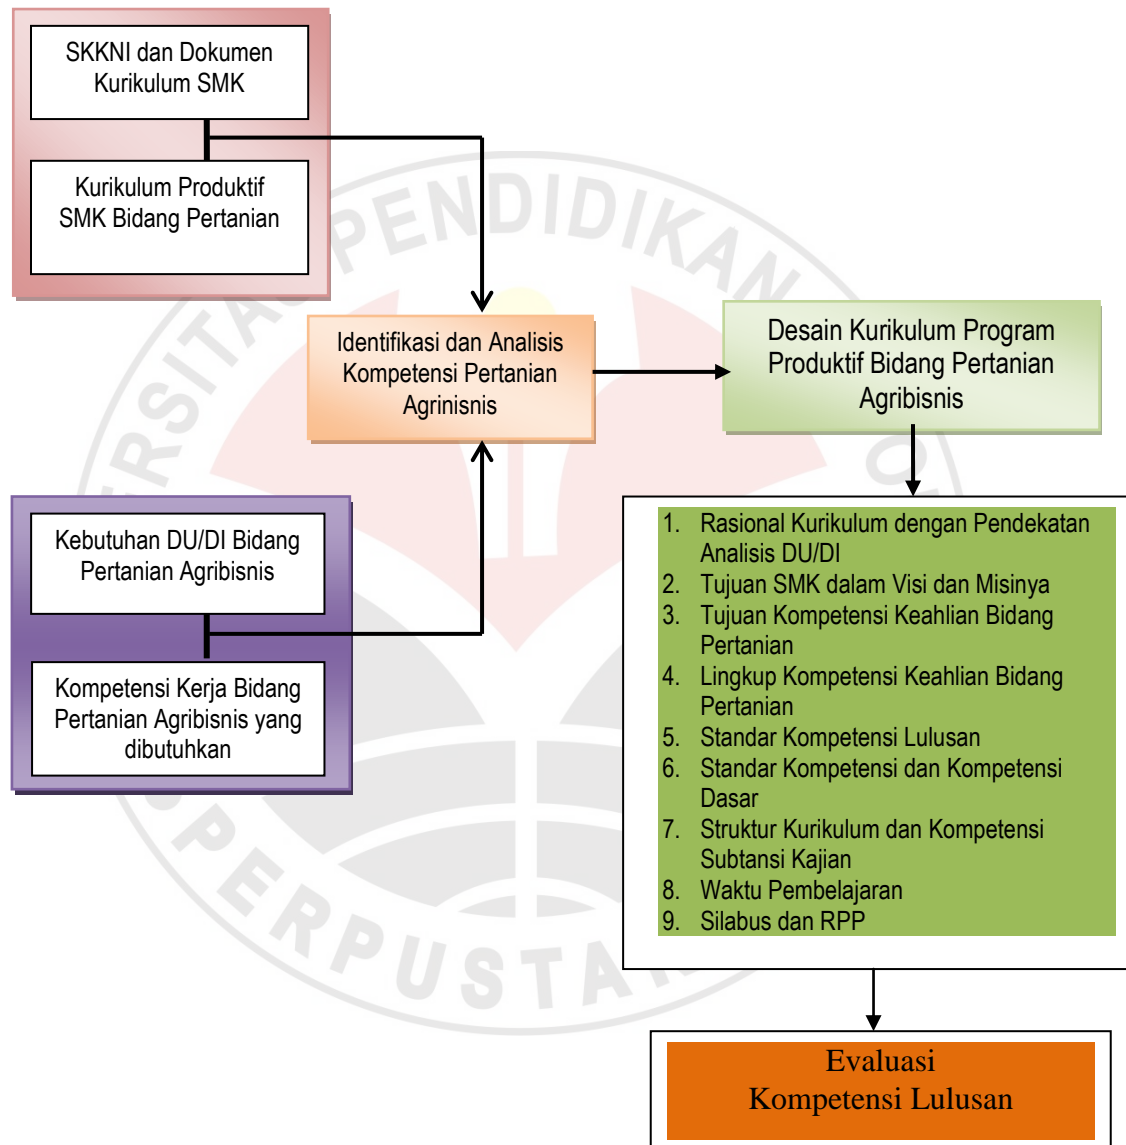 SKKNI dan Dokumen
Kurikulum SMK
Kurikulum Produktif
SMK Bidang Pertanian
Identifikasi dan Analisis
Kompetensi Pertanian
Agrinisnis
Desain Kurikulum Program
Produktif Bidang Pertanian
Agribisnis
Kebutuhan DU/DI Bidang
Pertanian Agribisnis
Kompetensi Kerja Bidang
Pertanian Agribisnis yang
dibutuhkan
1. Rasional Kurikulum dengan Pendekatan
Analisis DU/DI
2. Tujuan SMK dalam Visi dan Misinya
3. Tujuan Kompetensi Keahlian Bidang
Pertanian
4. Lingkup Kompetensi Keahlian Bidang
Pertanian
5. Standar Kompetensi Lulusan
6. Standar Kompetensi dan Kompetensi
Dasar
7. Struktur Kurikulum dan Kompetensi
Subtansi Kajian
8. Waktu Pembelajaran
9. Silabus dan RPP
Evaluasi
Kompetensi Lulusan
PENDIDIKAN